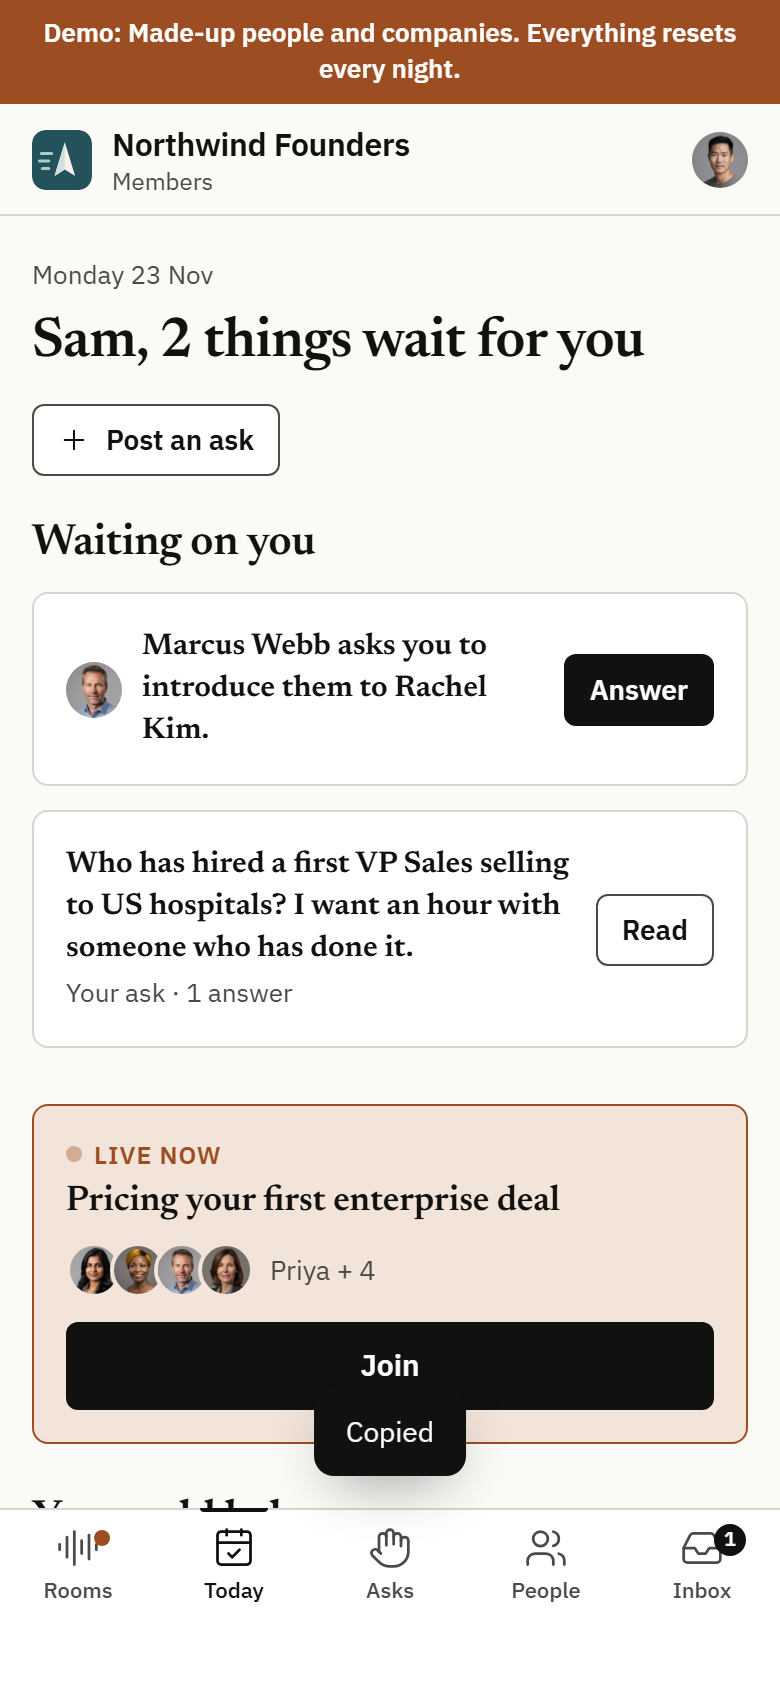 Demo: Made-up people and companies. Everything resets
every night.
Northwind Founders
Members
Monday 23 Nov
Sam, 2 things wait for you
Post an ask
Waiting on you
Marcus Webb asks you to
introduce them to Rachel
Kim.
Answer
Who has hired a first VP Sales selling
to US hospitals? I want an hour with
someone who has done it.
Your ask · 1 answer
Read
LIVE NOW
Pricing your first enterprise deal
Priya + 4
Join
Copied
1
Rooms
Today
Asks
People
Inbox